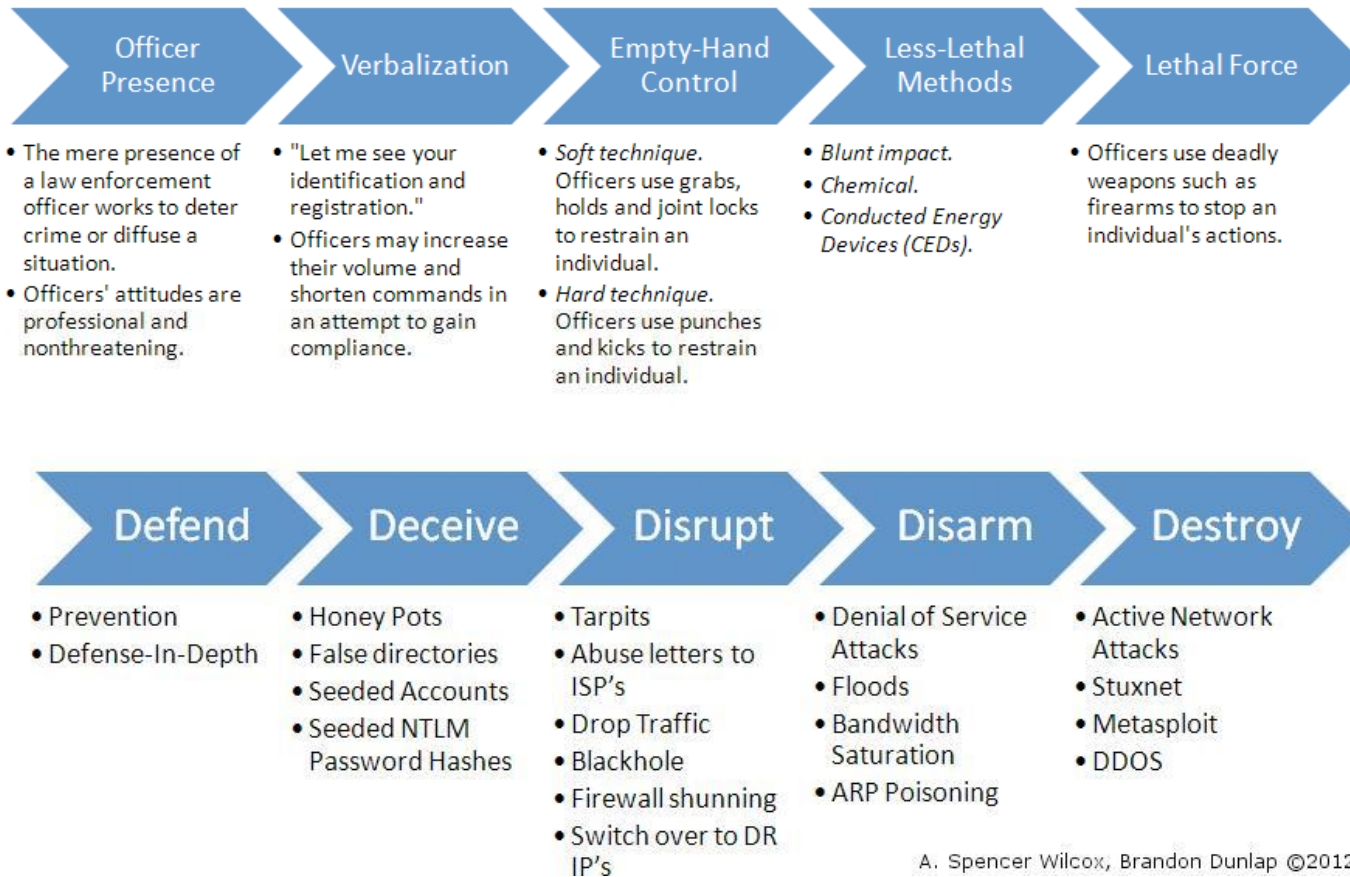 Officer
Presence
Verbalization
Empty-Hand
Control
Less-Lethal
Methods
Lethal Force
• The mere presence of
a law enforcement
officer works to deter
crime or diffuse a
situation.
• Officers' attitudes are
professional and
nonthreatening.
• "Let me see your
identification and
registration."
• Officers may increase
their volume and
shorten commands in
an attempt to gain
compliance.
• Soft technique.
Officers use grabs,
holds and joint locks
to restrain an
individual.
• Hard technique.
Officers use punches
and kicks to restrain
an individual.
• Blunt impact.
• Chemical.
• Conducted Energy
Devices (CEDs).
• Officers use deadly
weapons such as
firearms to stop an
individual's actions.
Defend
Deceive
Disrupt
Disarm
Destroy
• Prevention
• Defense-In-Depth
• Honey Pots
• False directories
• Seeded Accounts
• Seeded NTLM
Password Hashes
• Tarpits
• Abuse letters to
ISP's
• Drop Traffic
• Blackhole
• Firewall shunning
• Switch over to DR
IP's
• Denial of Service
Attacks
• Floods
• Bandwidth
Saturation
• ARP Poisoning
• Active Network
Attacks
• Stuxnet
• Metasploit
• DDOS
A. Spencer Wilcox, Brandon Dunlap ©2012